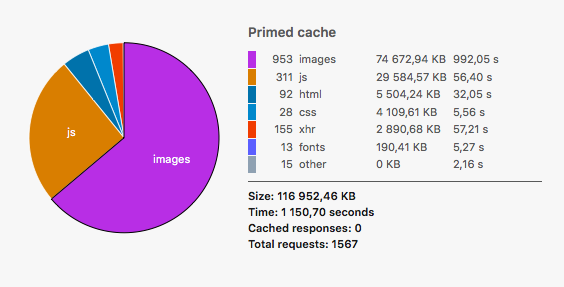 Primed cache
953 images 74 672,94 KB 992,05 s
311 js 29 584,57 KB 56,40 s
92 html 5 504,24 KB 32,05 s
28 css 4 109,61 KB 5,56 s
155 xhr 2 890,68 KB 57,21 s
13 fonts 190,41 KB 5,27 s
15 other 0 KB 2,16 s
Size: 116 952,46 KB
Time: 1 150,70 seconds
Cached responses: 0
Total requests: 1567
js
images